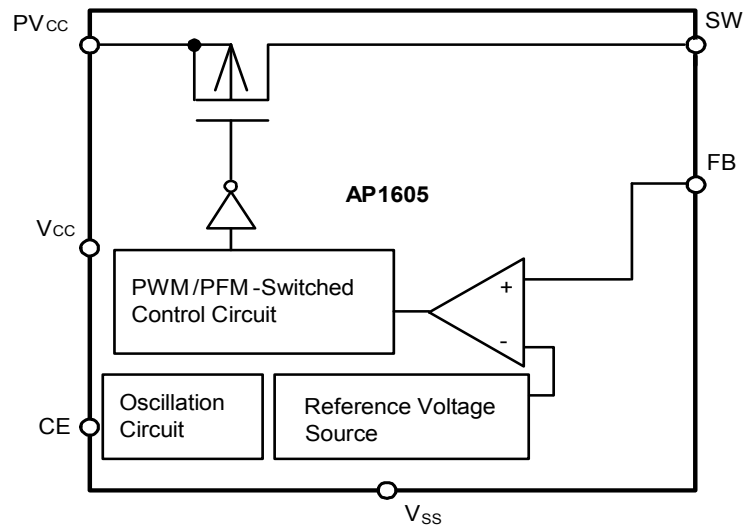 PVCC
SW
FB
AP1605
VCC
PWM/PFM-Switched
Control Circuit
+
-
Oscillation
Circuit
Reference Voltage
Source
CE
VSS